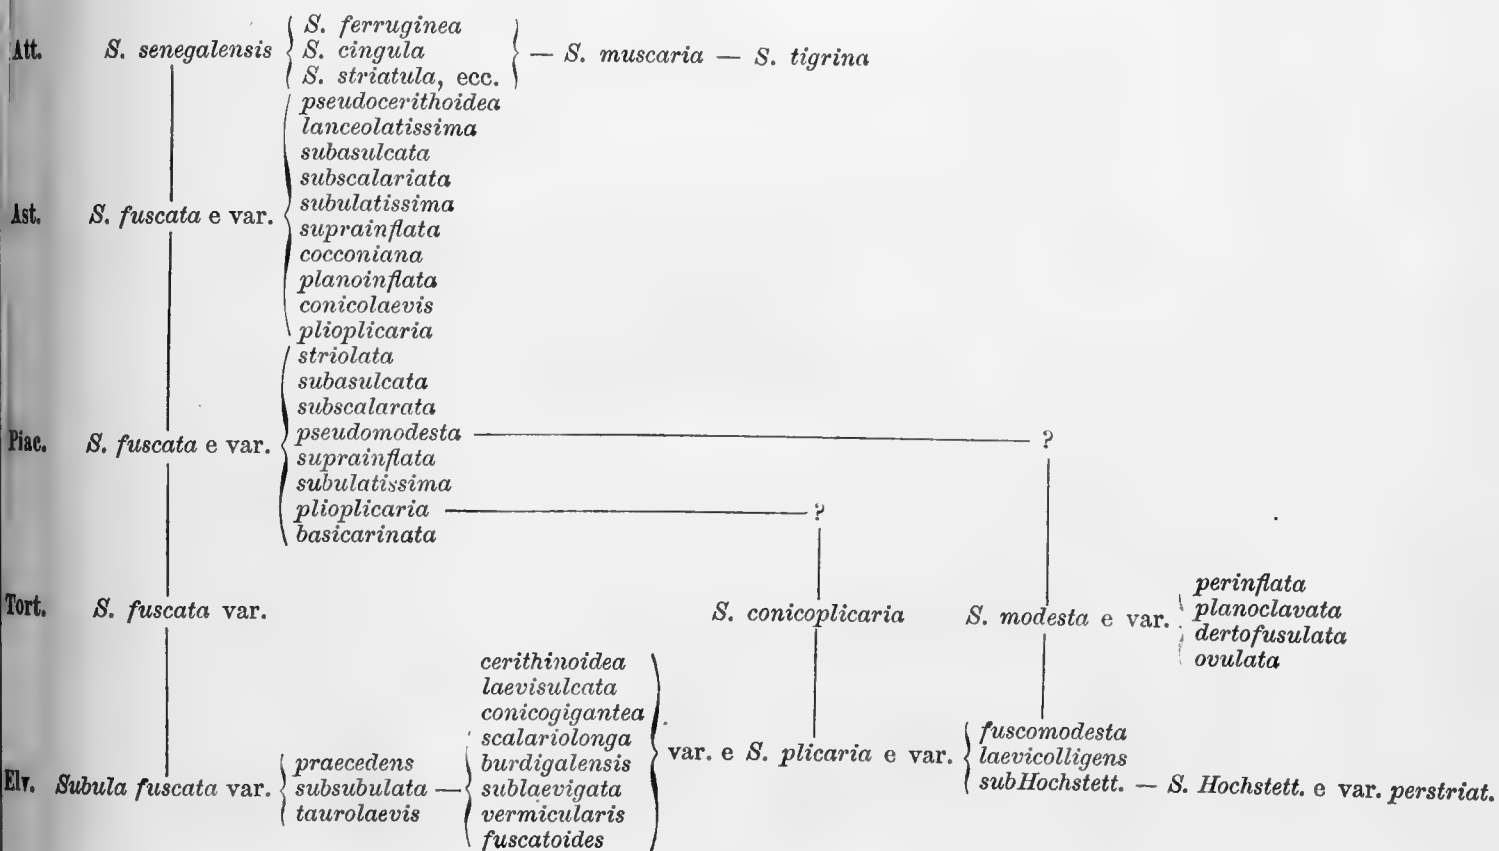 S. ferruginea
Att. S. senegalensis S. cingula — S. muscaria — S. tigrina
S. striatula, ecc.
pseudocerithoidea
lanceolatissima
subasulcata
subscalariata
Ast. S. fuscata e var. subulatissima
suprainflata
cocconiana
planoinflata
conicolaevis
plioplicaria
striolata
subasulcata
subscalarata
Piac. S. fuscata e var. pseudomodesta — ?
suprainflata
subulatissima
plioplicaria — ?
basicarinata
perinflata
Tort. S. fuscata var. S. conicoplicaria S. modesta e var. planoclavata
dertofusulata
ovulata
cerithinoidea
laevisulcata
conicogigantea
scalariolonga fuscomodesta
praecedens burdigalensis var. e S. plicaria e var. laevicolligens
Elv. Subula fuscata var. subsubulata — sublaevigata subHochstett. — S. Hochstett. e var. perstriat.
taurolaevis vermicularis
fuscatoides